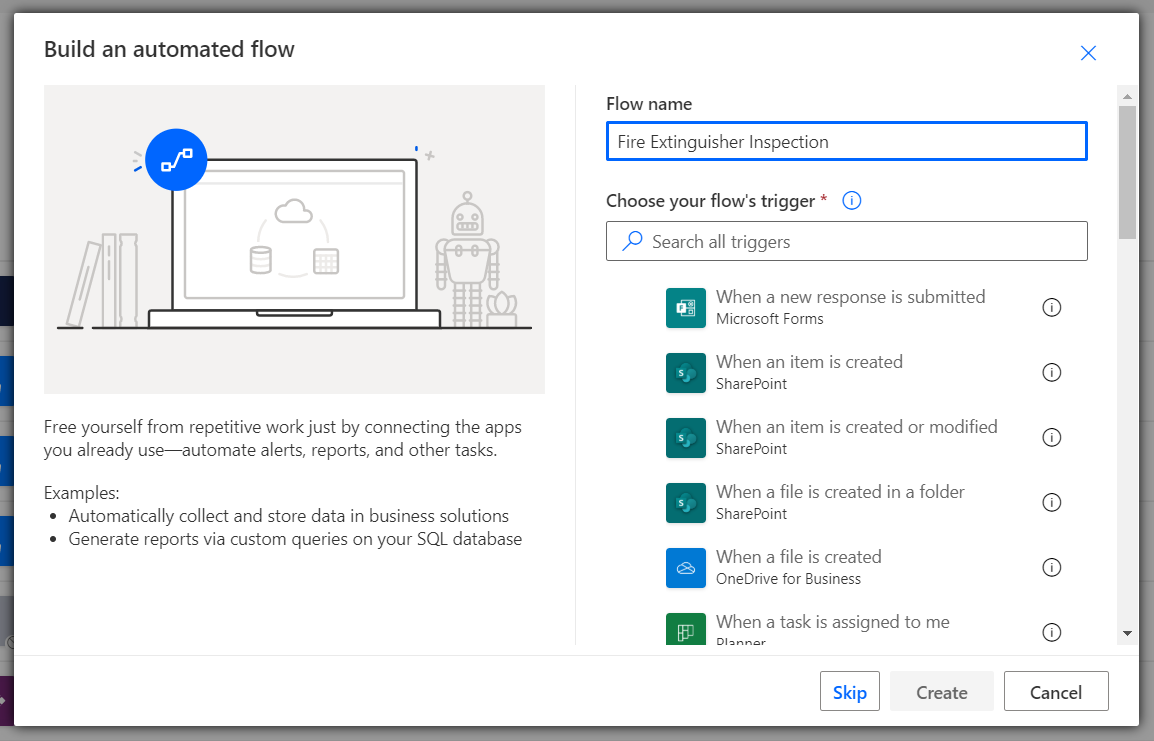 Build an automated flow
Free yourself from repetitive work just by connecting the apps
you already use—automate alerts, reports, and other tasks.
Examples:
• Automatically collect and store data in business solutions
• Generate reports via custom queries on your SQL database
Flow name
Fire Extinguisher Inspection
Choose your flow's trigger *
Search all triggers
When a new response is submitted
Microsoft Forms
When an item is created
SharePoint
When an item is created or modified
SharePoint
When a file is created in a folder
SharePoint
When a file is created
OneDrive for Business
When a task is assigned to me
Planner
Skip
Create
Cancel